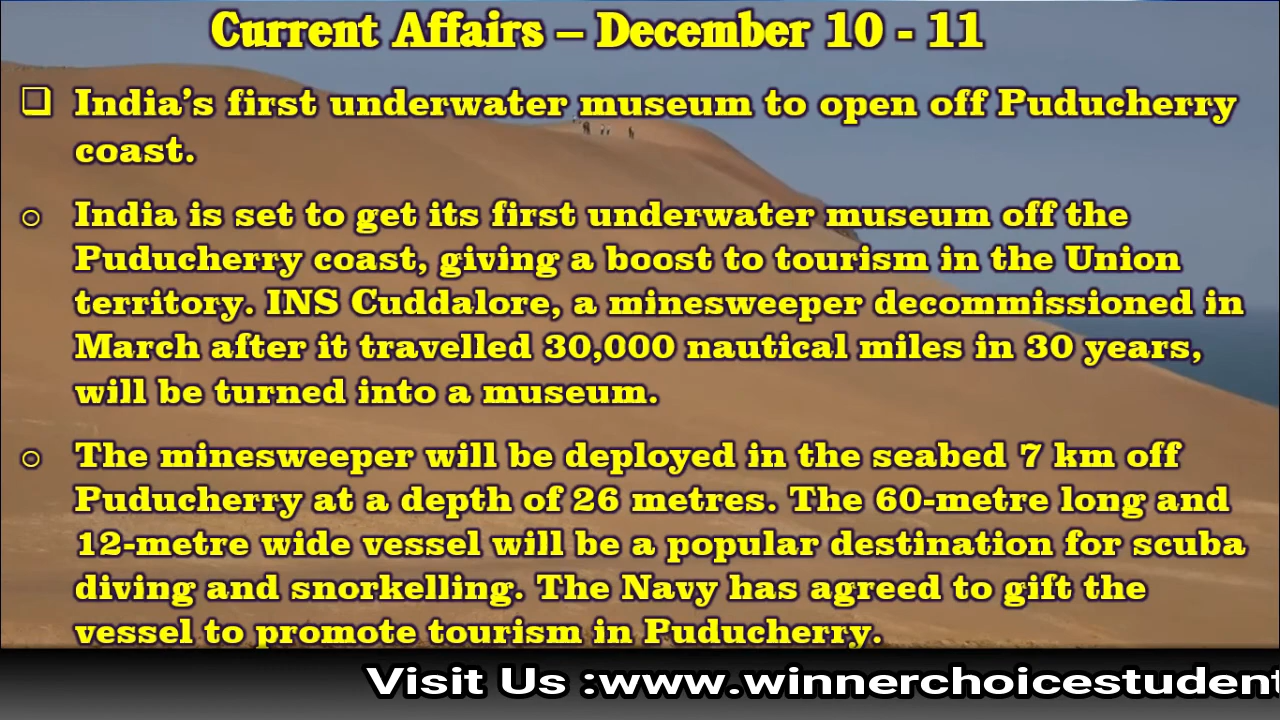 Current Affairs – December 10 - 11
❑ India’s first underwater museum to open off Puducherry
coast.
o India is set to get its first underwater museum off the
Puducherry coast, giving a boost to tourism in the Union
territory. INS Cuddalore, a minesweeper decommissioned in
March after it travelled 30,000 nautical miles in 30 years,
will be turned into a museum.
o The minesweeper will be deployed in the seabed 7 km off
Puducherry at a depth of 26 metres. The 60-metre long and
12-metre wide vessel will be a popular destination for scuba
diving and snorkelling. The Navy has agreed to gift the
vessel to promote tourism in Puducherry.
Visit Us :www.winnerchoicestudent